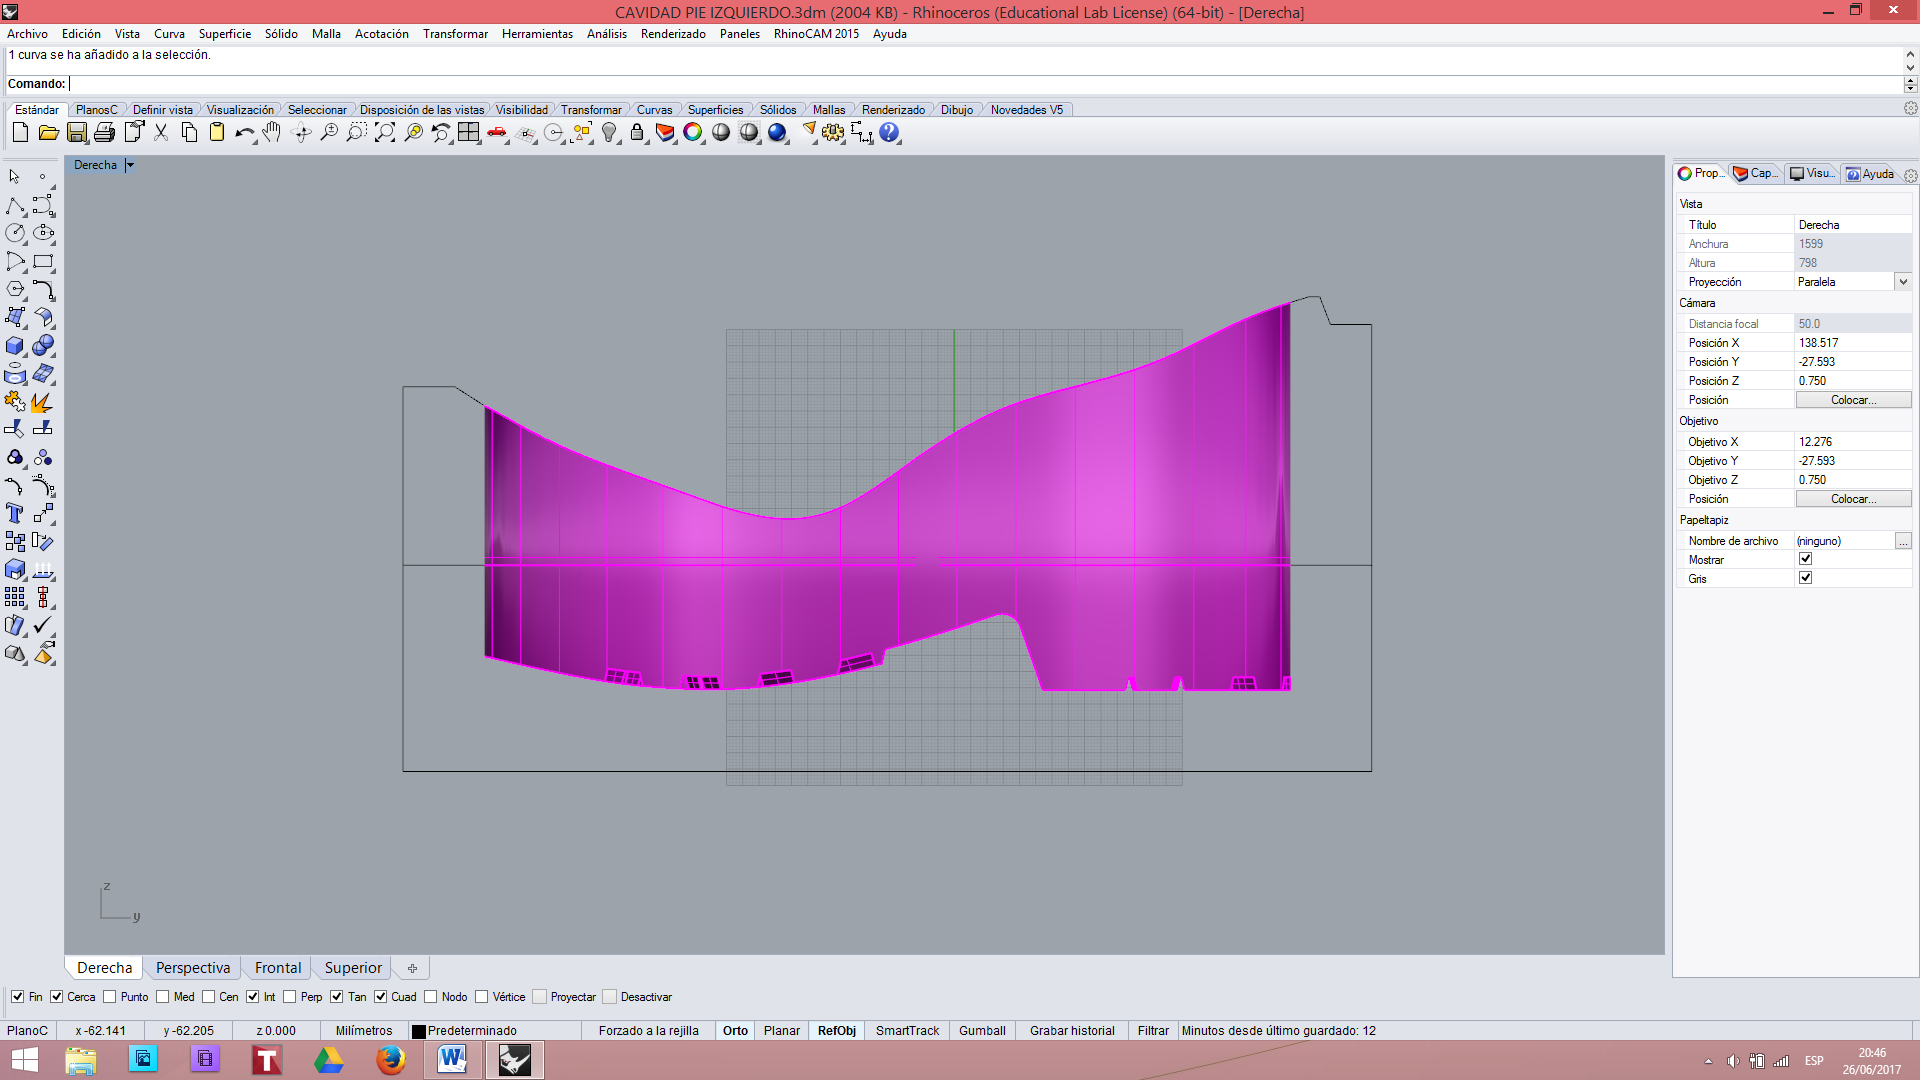 CAVIDAD PIE IZQUIERDO.3dm (2004 KB) - Rhinoceros (Educational Lab License) (64-bit) - [Derecha]
Archivo Edición Vista Curva Superficie Sólido Malla Acotación Transformar Herramientas Análisis Renderizado Paneles RhinoCAM 2015 Ayuda
1 curva se ha añadido a la selección.
Comando:
Estándar PlanosC Definir vista Visualización Seleccionar Disposición de las vistas Visibilidad Transformar Curvas Superficies Sólidos Mallas Renderizado Dibujo Novedades V5
Derecha
Prop... Cap... Visu... Ayuda
Vista
Título Derecha
Anchura 1599
Altura 798
Proyección Paralela
Cámara
Distancia focal 50.0
Posición X 138.517
Posición Y -27.593
Posición Z 0.750
Posición Colocar...
Objetivo
Objetivo X 12.276
Objetivo Y -27.593
Objetivo Z 0.750
Posición Colocar...
Papeltapiz
Nombre de archivo (ninguno) ...
Mostrar
Gris
z
y
Derecha Perspectiva Frontal Superior
Fin Cerca Punto Med Cen Int Perp Tan Cuad Nodo Vértice Proyectar Desactivar
PlanoC x -62.141 y -62.205 z 0.000 Milímetros Predeterminado Forzado a la rejilla Orto Planar RefObj SmartTrack Gumball Grabar historial Filtrar Minutos desde último guardado: 12
ESP
20:46
26/06/2017